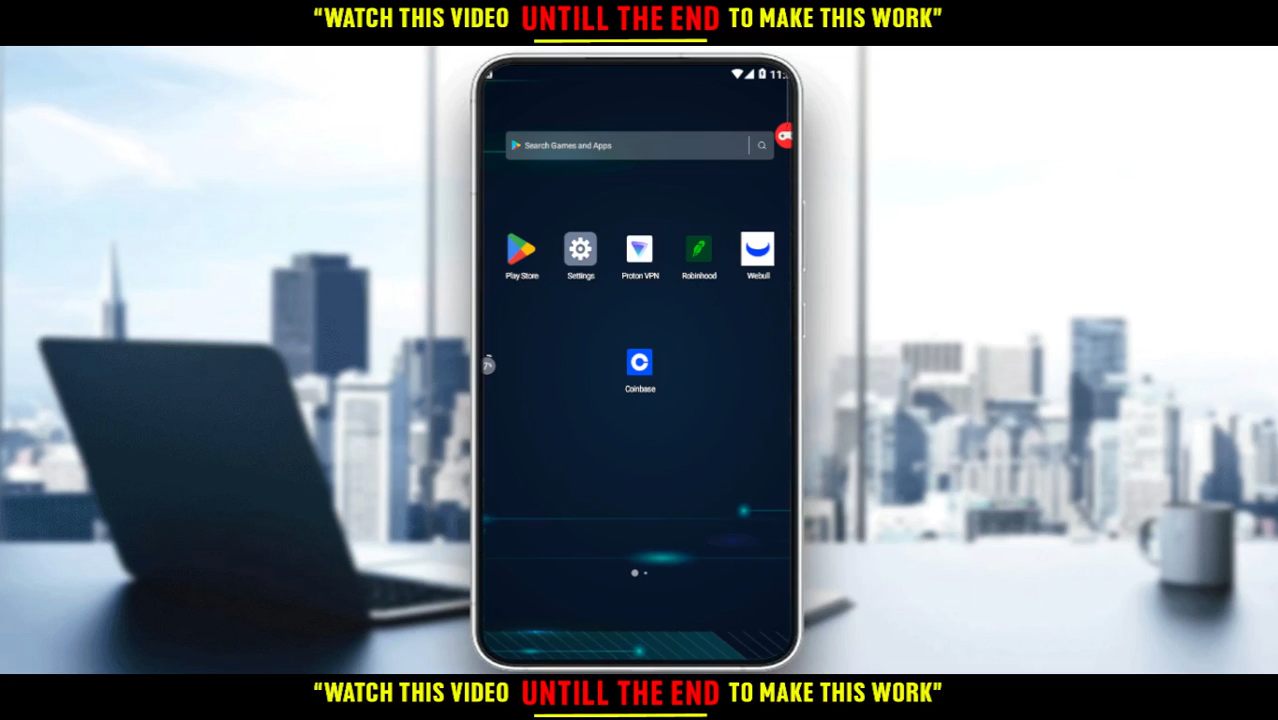 “WATCH THIS VIDEO UNTILL THE END TO MAKE THIS WORK”
11:
Search Games and Apps
Play Store Settings Proton VPN Robinhood Webull
Coinbase
“WATCH THIS VIDEO UNTILL THE END TO MAKE THIS WORK”